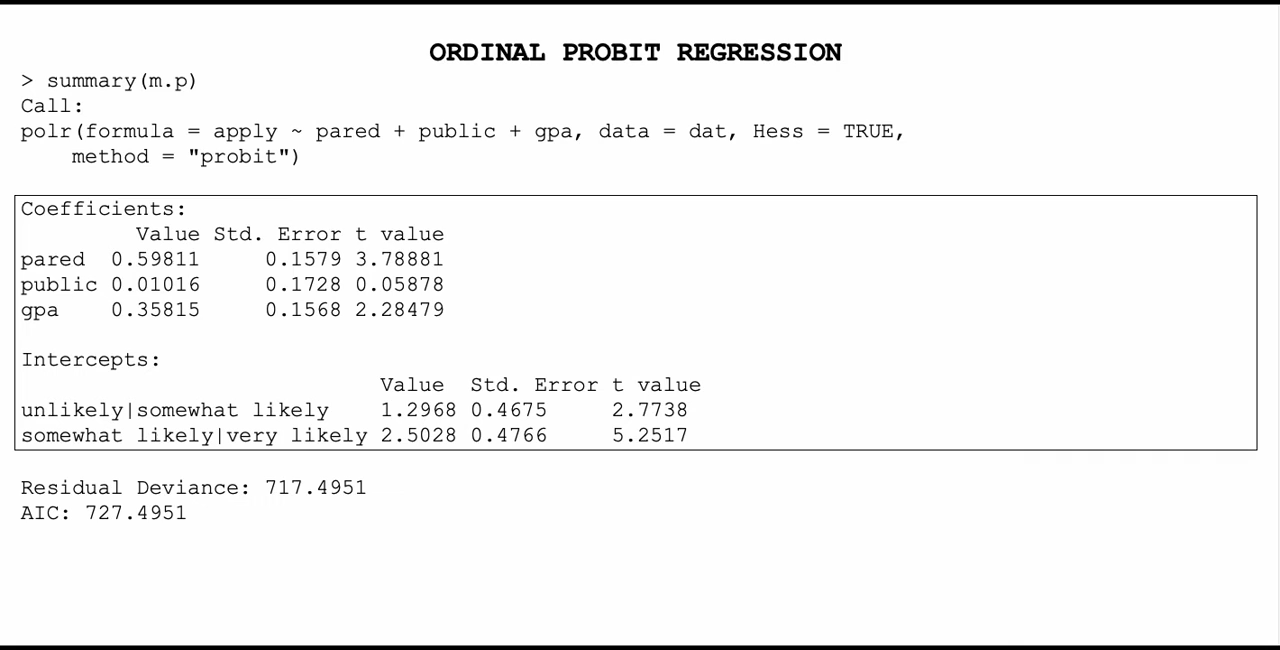 ORDINAL PROBIT REGRESSION
> summary(m.p)
Call:
polr(formula = apply ~ pared + public + gpa, data = dat, Hess = TRUE,
    method = "probit")
Coefficients:
         Value Std. Error t value
pared  0.59811     0.1579 3.78881
public 0.01016     0.1728 0.05878
gpa    0.35815     0.1568 2.28479
Intercepts:
                            Value  Std. Error t value
unlikely|somewhat likely    1.2968 0.4675     2.7738
somewhat likely|very likely 2.5028 0.4766     5.2517
Residual Deviance: 717.4951
AIC: 727.4951